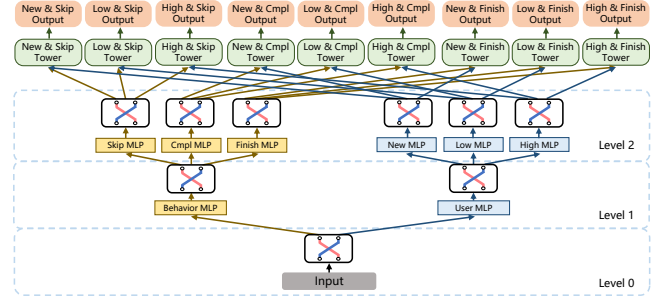 New & Skip Output
Low & Skip Output
High & Skip Output
New & Cmpl Output
Low & Cmpl Output
High & Cmpl Output
New & Finish Output
Low & Finish Output
High & Finish Output
New & Skip Tower
Low & Skip Tower
High & Skip Tower
New & Cmpl Tower
Low & Cmpl Tower
High & Cmpl Tower
New & Finish Tower
Low & Finish Tower
High & Finish Tower
Skip MLP
Cmpl MLP
Finish MLP
New MLP
Low MLP
High MLP
Level 2
Behavior MLP
User MLP
Level 1
Input
Level 0